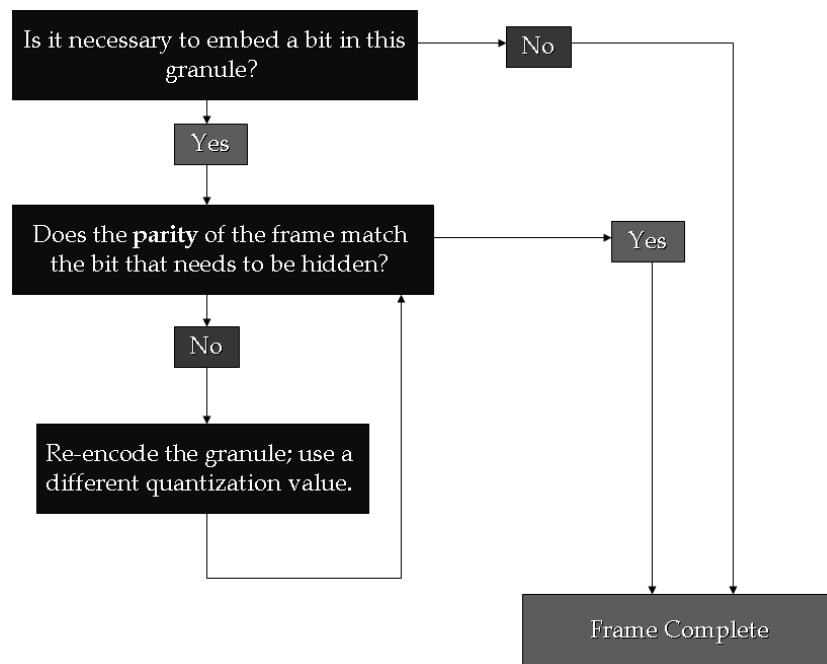 Is it necessary to embed a bit in this
granule?
No
Yes
Does the parity of the frame match
the bit that needs to be hidden?
Yes
No
Re-encode the granule; use a
different quantization value.
Frame Complete